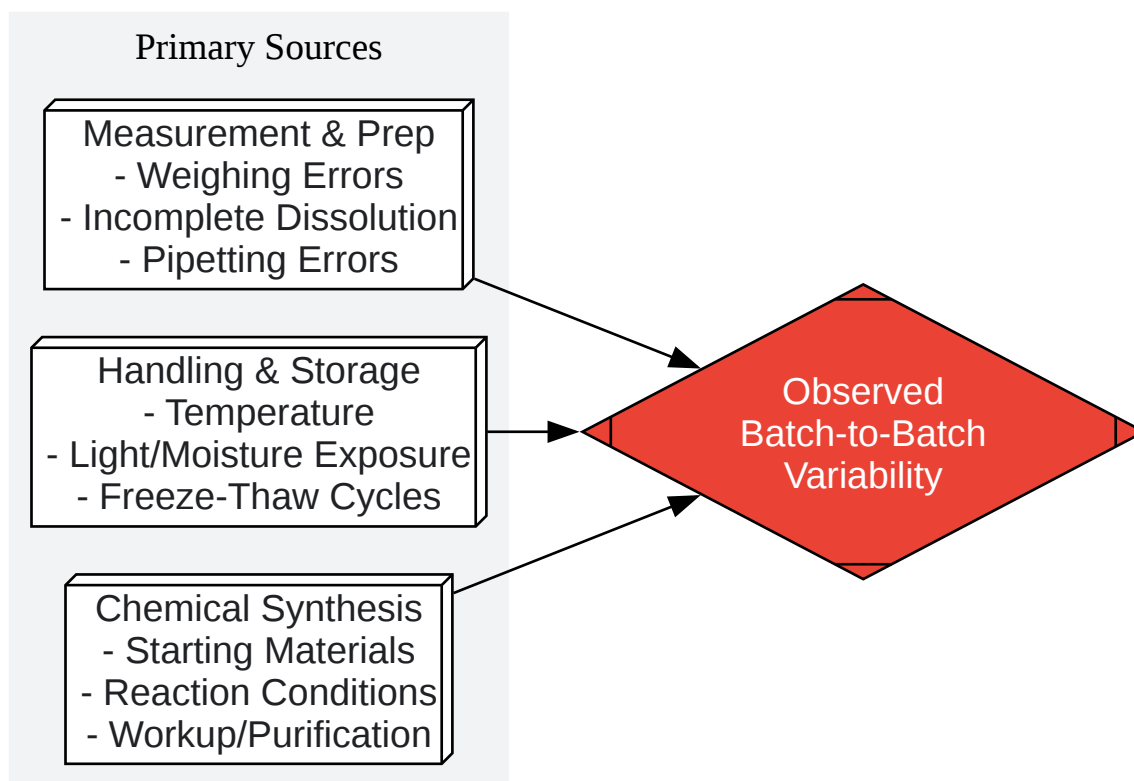 Primary Sources
Measurement & Prep
- Weighing Errors
- Incomplete Dissolution
- Pipetting Errors
Handling & Storage
- Temperature
- Light/Moisture Exposure
- Freeze-Thaw Cycles
Chemical Synthesis
- Starting Materials
- Reaction Conditions
- Workup/Purification
Observed
Batch-to-Batch
Variability